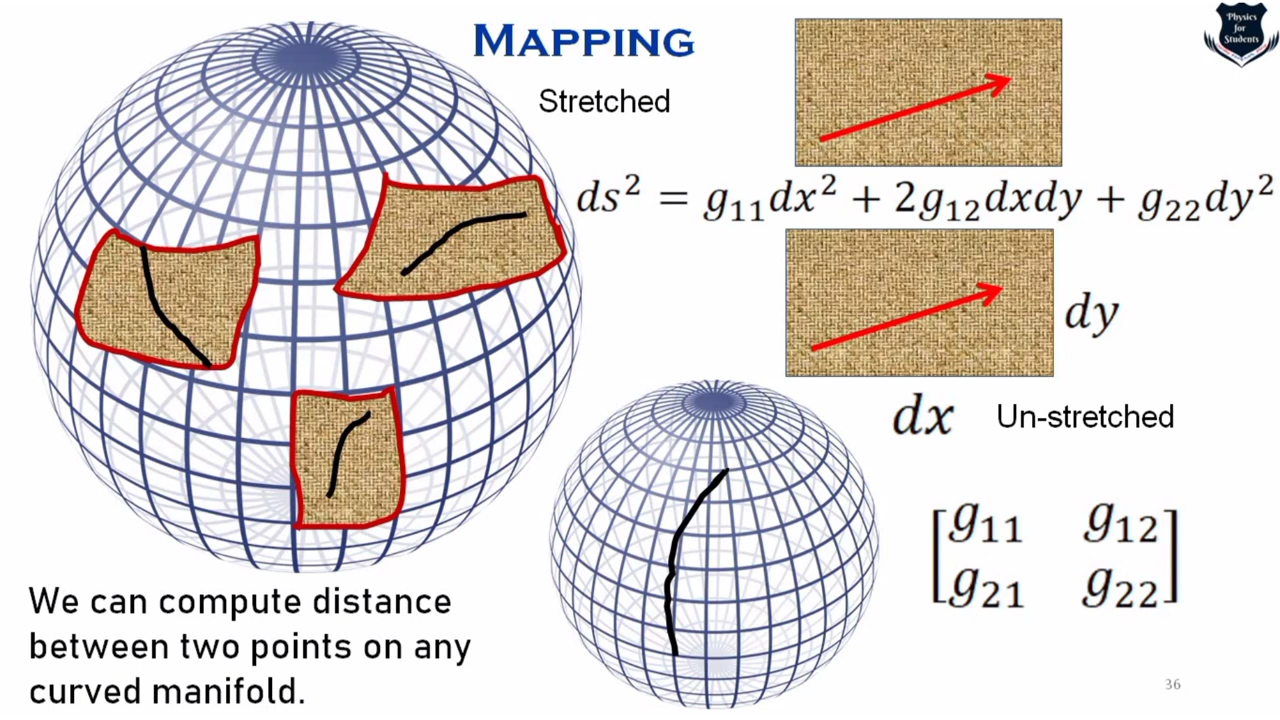 MAPPING
Physics
for
Students
Stretched
ds² = g₁₁dx² + 2g₁₂dxdy + g₂₂dy²
dy
dx
Un-stretched
g₁₁ g₁₂
g₂₁ g₂₂
We can compute distance
between two points on any
curved manifold.
36